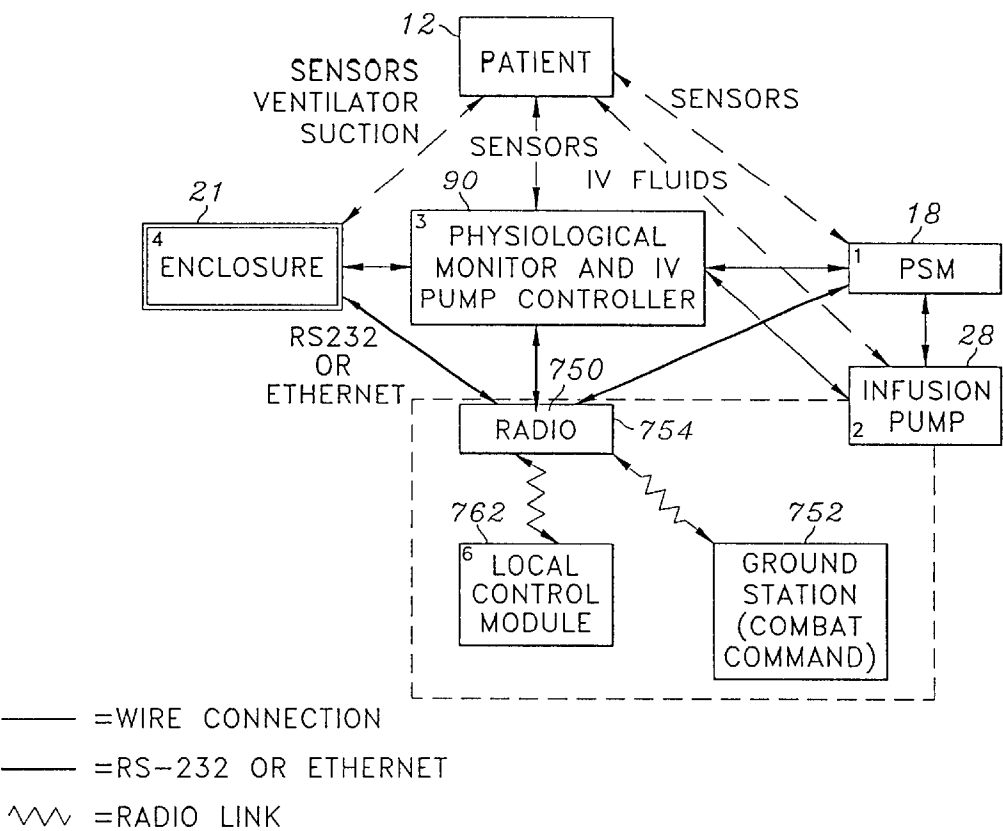 12
PATIENT
SENSORS
VENTILATOR
SUCTION
SENSORS
SENSORS
IV FLUIDS
21
4
ENCLOSURE
90
3
PHYSIOLOGICAL
MONITOR AND IV
PUMP CONTROLLER
18
1
PSM
RS232
OR
ETHERNET
28
INFUSION
PUMP
2
750
RADIO
754
762
6
LOCAL
CONTROL
MODULE
752
GROUND
STATION
(COMBAT
COMMAND)
=WIRE CONNECTION
=RS-232 OR ETHERNET
=RADIO LINK